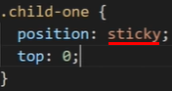 .child-one {
position: sticky;
top: 0;
}